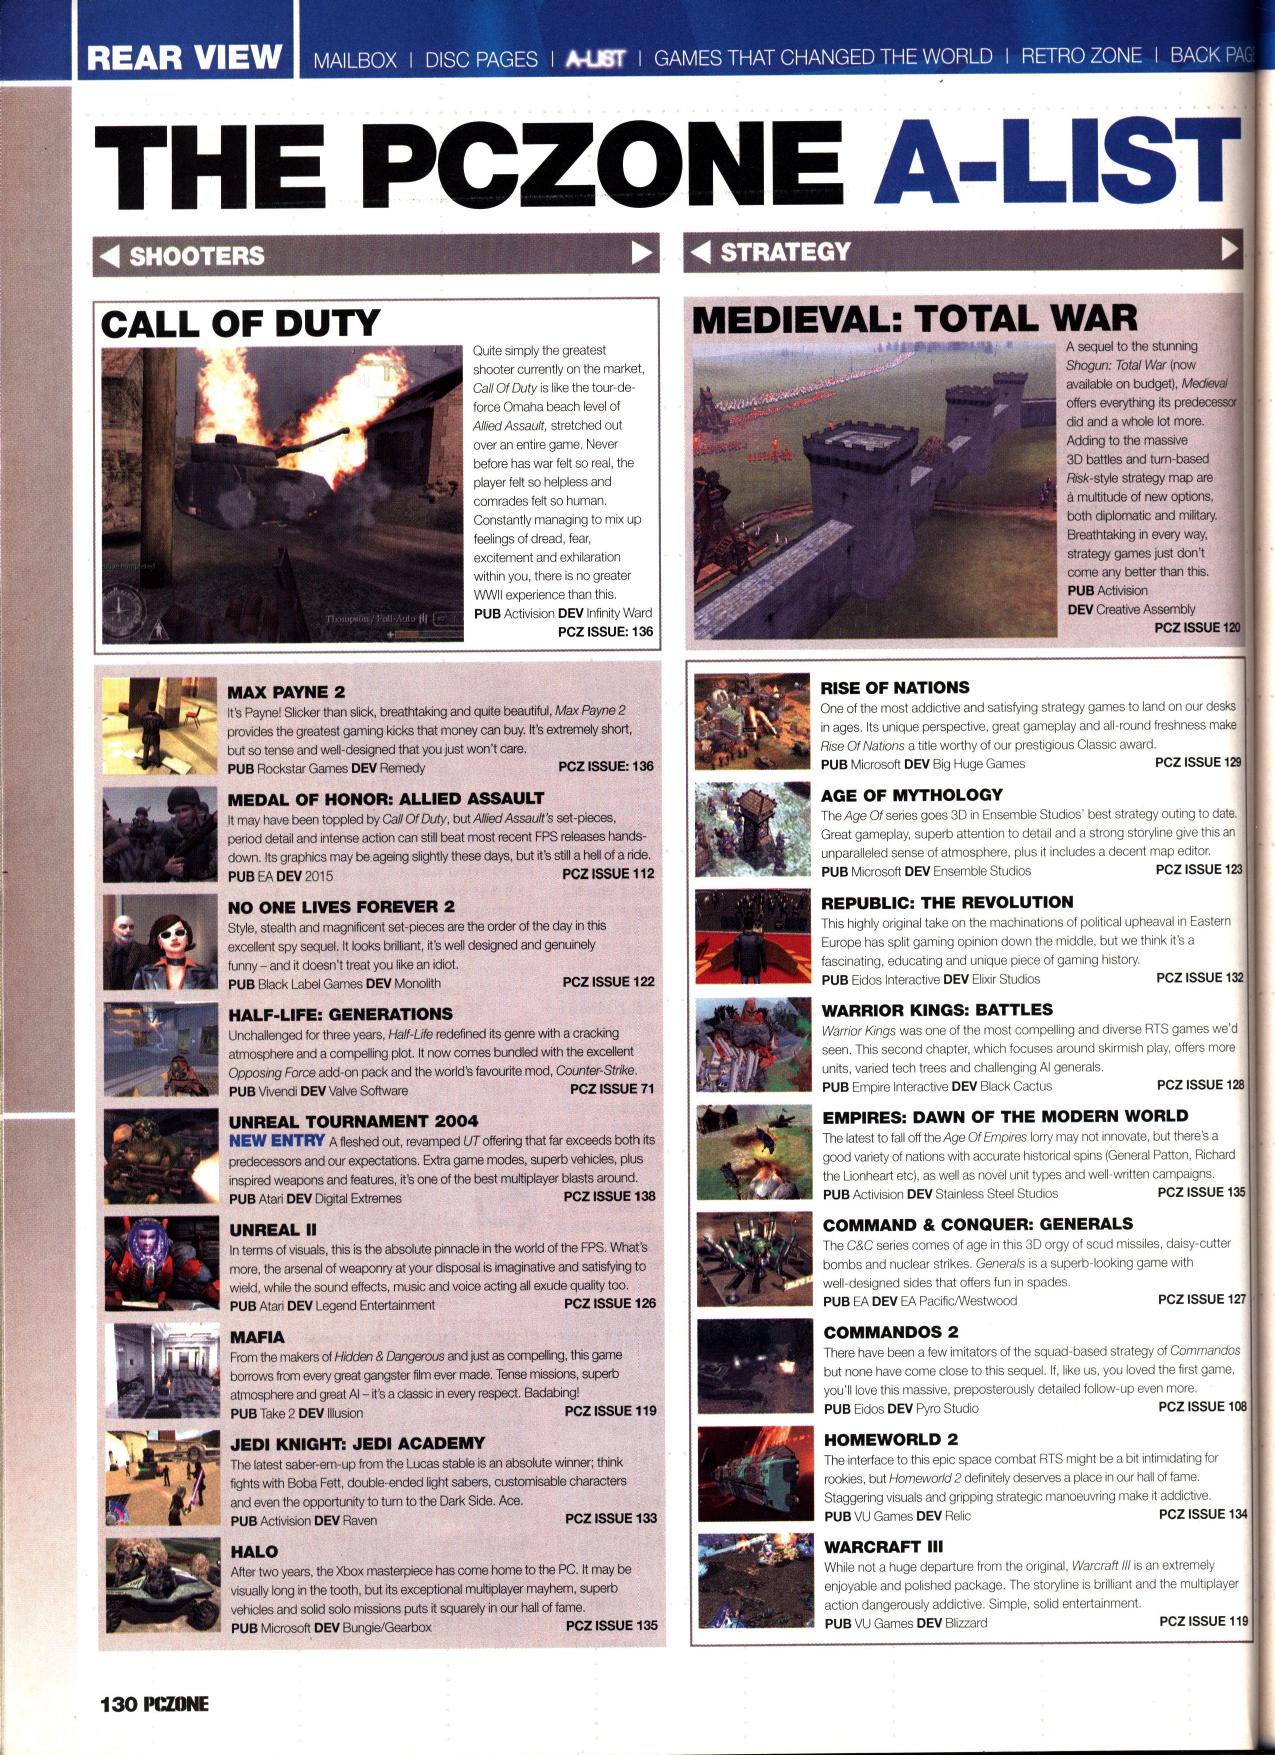 REAR VIEW
MAILBOX | DISC PAGES | A-LIST | GAMES THAT CHANGED THE WORLD | RETRO ZONE | BACK PAG
THE PCZONE A-LIST
SHOOTERS
CALL OF DUTY
Quite simply the greatest
shooter currently on the market,
Call Of Duty is like the tour-de-
force Omaha beach level of
Allied Assault, stretched out
over an entire game. Never
before has war felt so real, the
player felt so helpless and
comrades felt so human.
Constantly managing to mix up
feelings of dread, fear,
excitement and exhilaration
within you, there is no greater
WWII experience than this.
PUB Activision DEV Infinity Ward
PCZ ISSUE: 136
Thompson / Full-Auto
MAX PAYNE 2
It's Payne! Slicker than slick, breathtaking and quite beautiful, Max Payne 2
provides the greatest gaming kicks that money can buy. It's extremely short,
but so tense and well-designed that you just won't care.
PUB Rockstar Games DEV Remedy PCZ ISSUE: 136
MEDAL OF HONOR: ALLIED ASSAULT
It may have been toppled by Call Of Duty, but Allied Assault's set-pieces,
period detail and intense action can still beat most recent FPS releases hands-
down. Its graphics may be ageing slightly these days, but it's still a hell of a ride.
PUB EA DEV 2015 PCZ ISSUE 112
NO ONE LIVES FOREVER 2
Style, stealth and magnificent set-pieces are the order of the day in this
excellent spy sequel. It looks brilliant, it's well designed and genuinely
funny – and it doesn't treat you like an idiot.
PUB Black Label Games DEV Monolith PCZ ISSUE 122
HALF-LIFE: GENERATIONS
Unchallenged for three years, Half-Life redefined its genre with a cracking
atmosphere and a compelling plot. It now comes bundled with the excellent
Opposing Force add-on pack and the world's favourite mod, Counter-Strike.
PUB Vivendi DEV Valve Software PCZ ISSUE 71
UNREAL TOURNAMENT 2004
NEW ENTRY A fleshed out, revamped UT offering that far exceeds both its
predecessors and our expectations. Extra game modes, superb vehicles, plus
inspired weapons and features, it's one of the best multiplayer blasts around.
PUB Atari DEV Digital Extremes PCZ ISSUE 138
UNREAL II
In terms of visuals, this is the absolute pinnacle in the world of the FPS. What's
more, the arsenal of weaponry at your disposal is imaginative and satisfying to
wield, while the sound effects, music and voice acting all exude quality too.
PUB Atari DEV Legend Entertainment PCZ ISSUE 126
MAFIA
From the makers of Hidden & Dangerous and just as compelling, this game
borrows from every great gangster film ever made. Tense missions, superb
atmosphere and great AI – it's a classic in every respect. Badabing!
PUB Take 2 DEV Illusion PCZ ISSUE 119
JEDI KNIGHT: JEDI ACADEMY
The latest saber-em-up from the Lucas stable is an absolute winner; think
fights with Boba Fett, double-ended light sabers, customisable characters
and even the opportunity to turn to the Dark Side. Ace.
PUB Activision DEV Raven PCZ ISSUE 133
HALO
After two years, the Xbox masterpiece has come home to the PC. It may be
visually long in the tooth, but its exceptional multiplayer mayhem, superb
vehicles and solid solo missions puts it squarely in our hall of fame.
PUB Microsoft DEV Bungie/Gearbox PCZ ISSUE 135
STRATEGY
MEDIEVAL: TOTAL WAR
A sequel to the stunning
Shogun: Total War (now
available on budget), Medieval
offers everything its predecessor
did and a whole lot more.
Adding to the massive
3D battles and turn-based
Risk-style strategy map are
a multitude of new options,
both diplomatic and military.
Breathtaking in every way,
strategy games just don't
come any better than this.
PUB Activision
DEV Creative Assembly
PCZ ISSUE 120
RISE OF NATIONS
One of the most addictive and satisfying strategy games to land on our desks
in ages. Its unique perspective, great gameplay and all-round freshness make
Rise Of Nations a title worthy of our prestigious Classic award.
PUB Microsoft DEV Big Huge Games PCZ ISSUE 129
AGE OF MYTHOLOGY
The Age Of series goes 3D in Ensemble Studios' best strategy outing to date.
Great gameplay, superb attention to detail and a strong storyline give this an
unparalleled sense of atmosphere, plus it includes a decent map editor.
PUB Microsoft DEV Ensemble Studios PCZ ISSUE 123
REPUBLIC: THE REVOLUTION
This highly original take on the machinations of political upheaval in Eastern
Europe has split gaming opinion down the middle, but we think it's a
fascinating, educating and unique piece of gaming history.
PUB Eidos Interactive DEV Elixir Studios PCZ ISSUE 132
WARRIOR KINGS: BATTLES
Warrior Kings was one of the most compelling and diverse RTS games we'd
seen. This second chapter, which focuses around skirmish play, offers more
units, varied tech trees and challenging AI generals.
PUB Empire Interactive DEV Black Cactus PCZ ISSUE 128
EMPIRES: DAWN OF THE MODERN WORLD
The latest to fall off the Age Of Empires lorry may not innovate, but there's a
good variety of nations with accurate historical spins (General Patton, Richard
the Lionheart etc), as well as novel unit types and well-written campaigns.
PUB Activision DEV Stainless Steel Studios PCZ ISSUE 135
COMMAND & CONQUER: GENERALS
The C&C series comes of age in this 3D orgy of scud missiles, daisy-cutter
bombs and nuclear strikes. Generals is a superb-looking game with
well-designed sides that offers fun in spades.
PUB EA DEV EA Pacific/Westwood PCZ ISSUE 127
COMMANDOS 2
There have been a few imitators of the squad-based strategy of Commandos
but none have come close to this sequel. If, like us, you loved the first game,
you'll love this massive, preposterously detailed follow-up even more.
PUB Eidos DEV Pyro Studio PCZ ISSUE 108
HOMEWORLD 2
The interface to this epic space combat RTS might be a bit intimidating for
rookies, but Homeworld 2 definitely deserves a place in our hall of fame.
Staggering visuals and gripping strategic manoeuvring make it addictive.
PUB VU Games DEV Relic PCZ ISSUE 134
WARCRAFT III
While not a huge departure from the original, Warcraft III is an extremely
enjoyable and polished package. The storyline is brilliant and the multiplayer
action dangerously addictive. Simple, solid entertainment.
PUB VU Games DEV Blizzard PCZ ISSUE 119
130 PCZONE